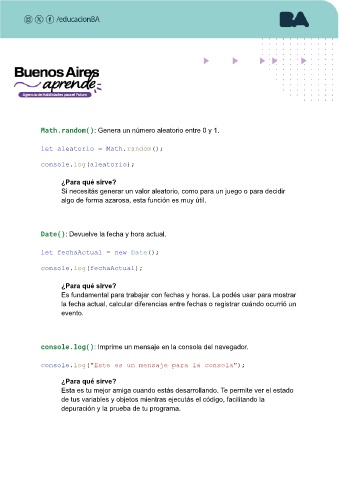 /educacionBA
BA
Buenos Aires
aprende
Agencia de Habilidades para el Futuro
Math.random(): Genera un número aleatorio entre 0 y 1.
let aleatorio = Math.random();
console.log(aleatorio);
¿Para qué sirve?
Si necesitás generar un valor aleatorio, como para un juego o para decidir
algo de forma azarosa, esta función es muy útil.
Date(): Devuelve la fecha y hora actual.
let fechaActual = new Date();
console.log(fechaActual);
¿Para qué sirve?
Es fundamental para trabajar con fechas y horas. La podés usar para mostrar
la fecha actual, calcular diferencias entre fechas o registrar cuándo ocurrió un
evento.
console.log(): Imprime un mensaje en la consola del navegador.
console.log("Este es un mensaje para la consola");
¿Para qué sirve?
Esta es tu mejor amiga cuando estás desarrollando. Te permite ver el estado
de tus variables y objetos mientras ejecutás el código, facilitando la
depuración y la prueba de tu programa.